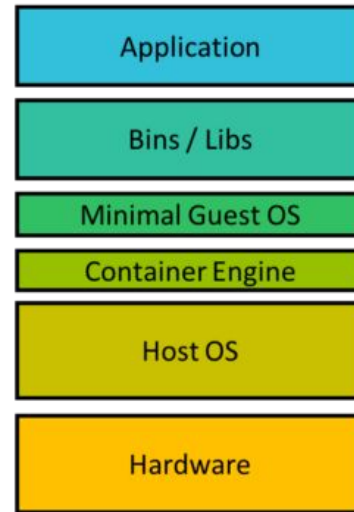 Application
Bins / Libs
Minimal Guest OS
Container Engine
Host OS
Hardware